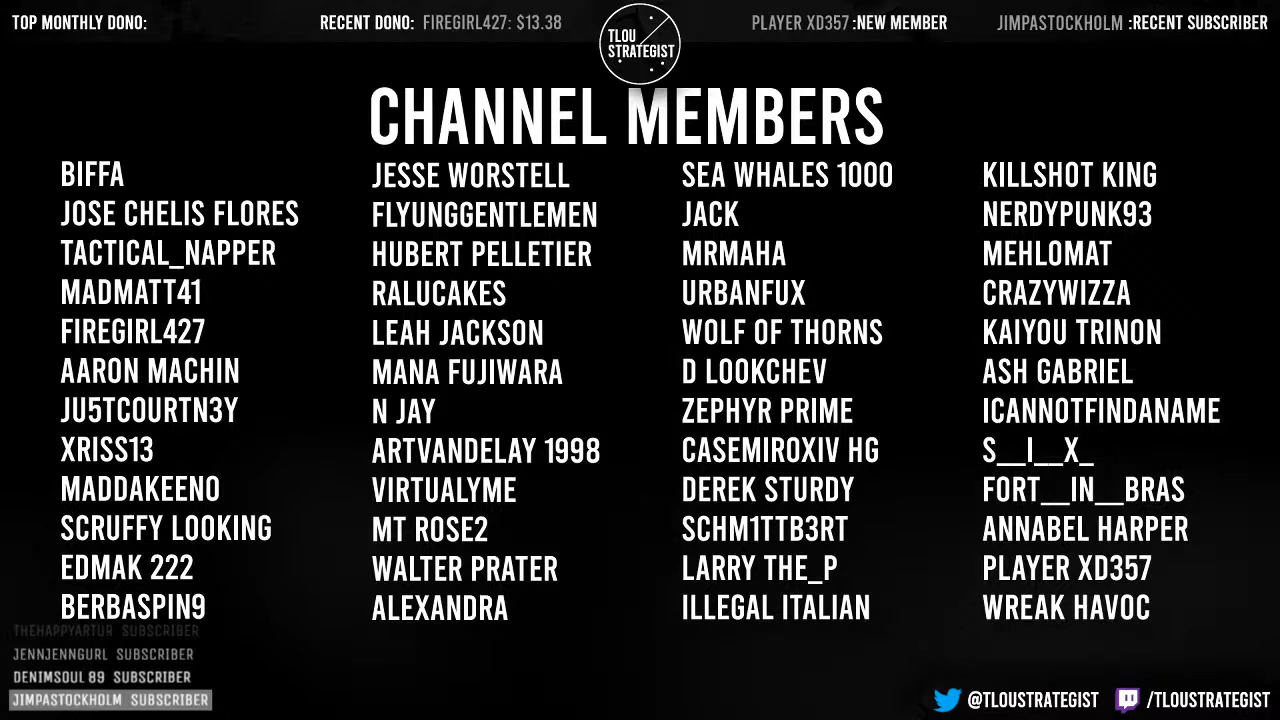 TOP MONTHLY DONO:
RECENT DONO: FIREGIRL427: $13.38
TLOU
STRATEGIST
PLAYER XD357 :NEW MEMBER
JIMPASTOCKHOLM :RECENT SUBSCRIBER
CHANNEL MEMBERS
BIFFA
JOSE CHELIS FLORES
TACTICAL_NAPPER
MADMATT41
FIREGIRL427
AARON MACHIN
JU5TCOURTN3Y
XRISS13
MADDAKEENO
SCRUFFY LOOKING
EDMAK 222
BERBASPIN9
JESSE WORSTELL
FLYUNGGENTLEMEN
HUBERT PELLETIER
RALUCAKES
LEAH JACKSON
MANA FUJIWARA
N JAY
ARTVANDELAY 1998
VIRTUALYME
MT ROSE2
WALTER PRATER
ALEXANDRA
SEA WHALES 1000
JACK
MRMAHA
URBANFUX
WOLF OF THORNS
D LOOKCHEV
ZEPHYR PRIME
CASEMIROXIV HG
DEREK STURDY
SCHM1TTB3RT
LARRY THE_P
ILLEGAL ITALIAN
KILLSHOT KING
NERDYPUNK93
MEHLOMAT
CRAZYWIZZA
KAIYOU TRINON
ASH GABRIEL
ICANNOTFINDANAME
S__I__X_
FORT__IN__BRAS
ANNABEL HARPER
PLAYER XD357
WREAK HAVOC
THEHAPPYARTUR SUBSCRIBER
JENNJENNGURL SUBSCRIBER
DENIMSOUL89 SUBSCRIBER
JIMPASTOCKHOLM SUBSCRIBER
@TLOUSTRATEGIST
/TLOUSTRATEGIST